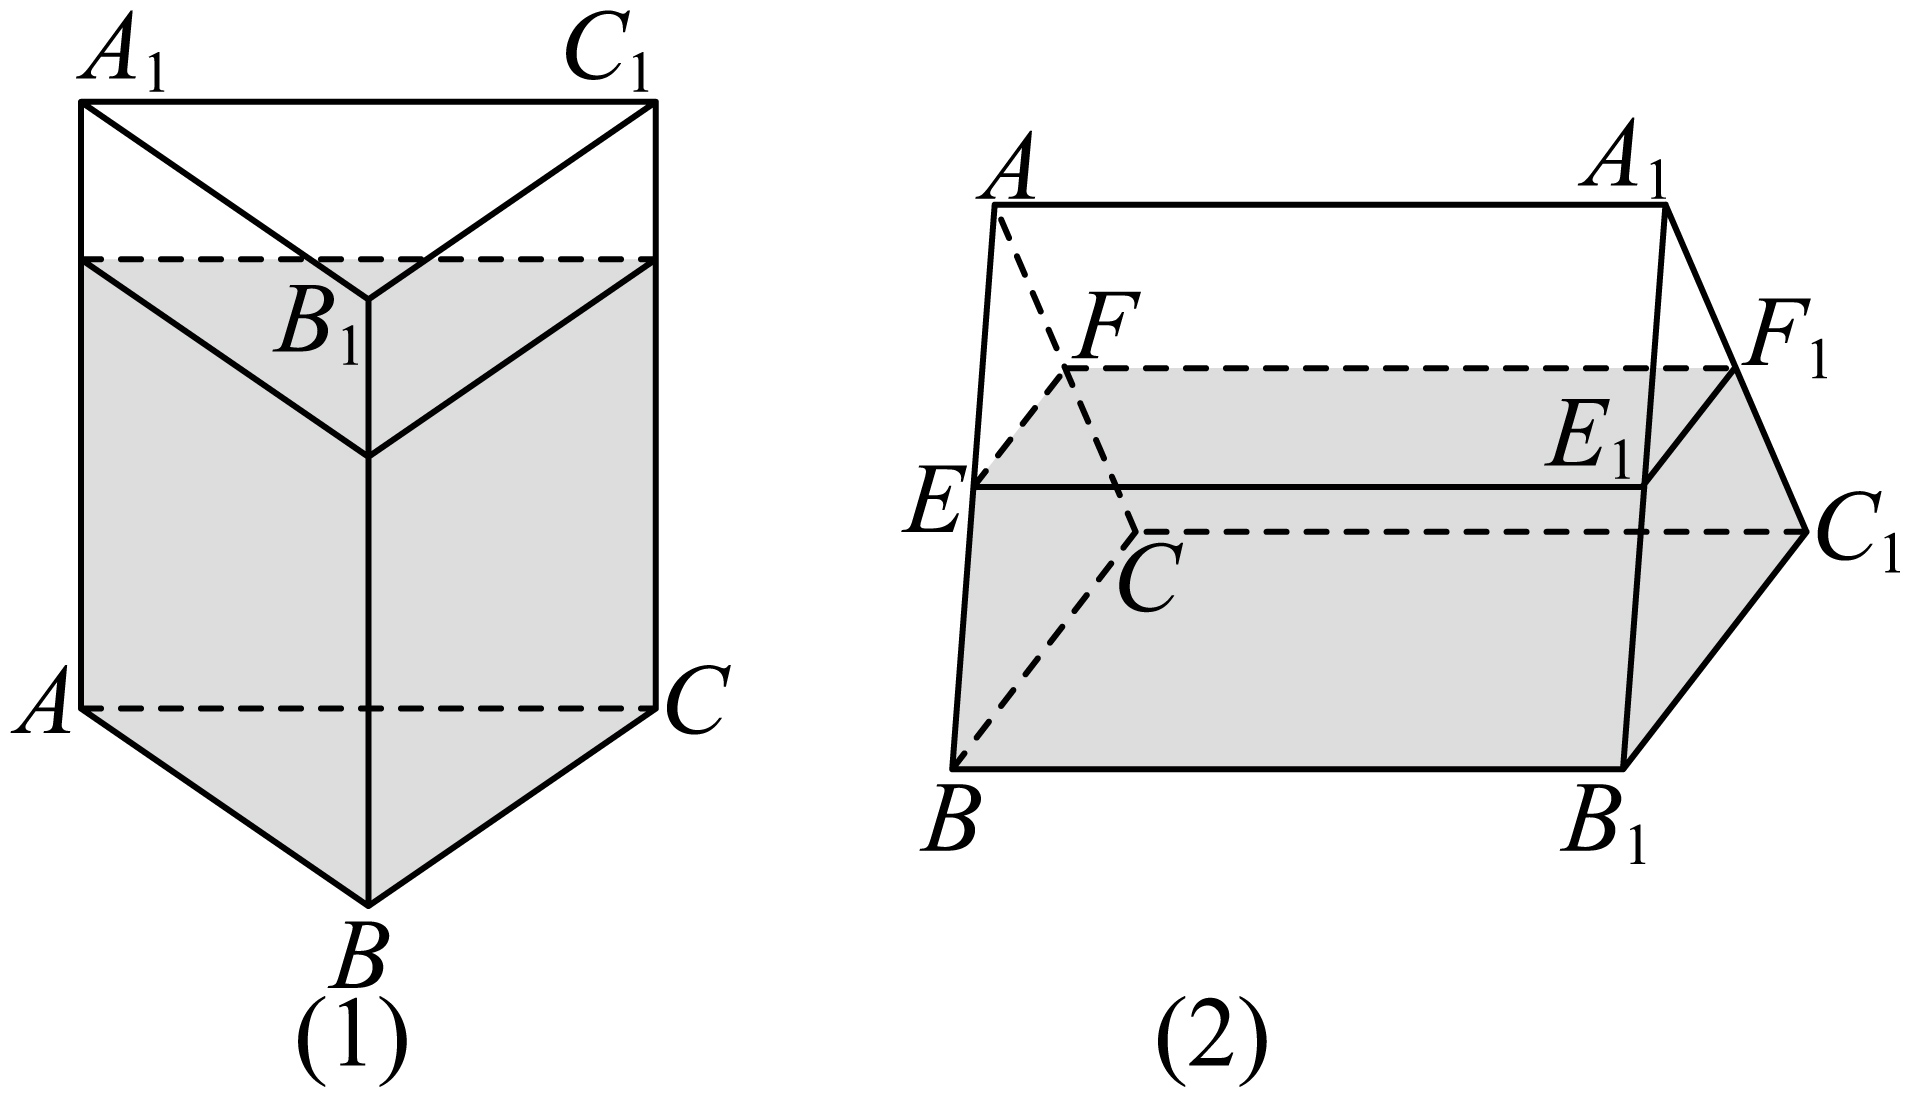 A₁ C₁
B₁
A C
B
(1)
A A₁
F F₁
E E₁
C C₁
B B₁
(2)